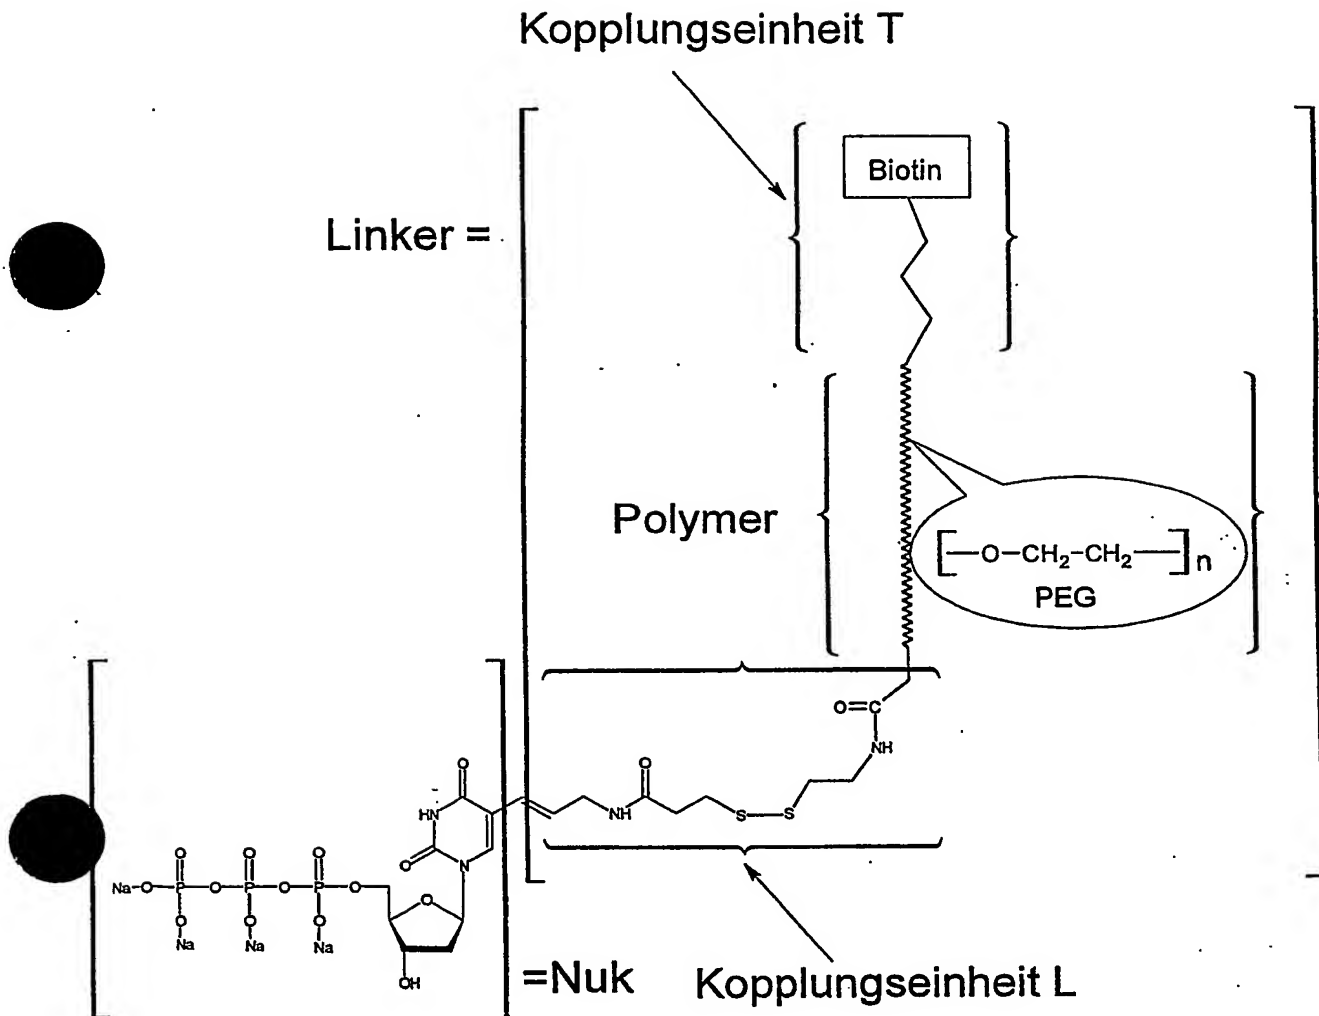 Kopplungseinheit T
Biotin
Linker =
Polymer
[—O—CH₂–CH₂—]n
PEG
O=C
NH
O
O
HN
NH
S—S
O
N
O
O
O
Na—O—P—O—P—O—P—O
O
O
O
O
Na
Na
Na
OH
=Nuk
Kopplungseinheit L